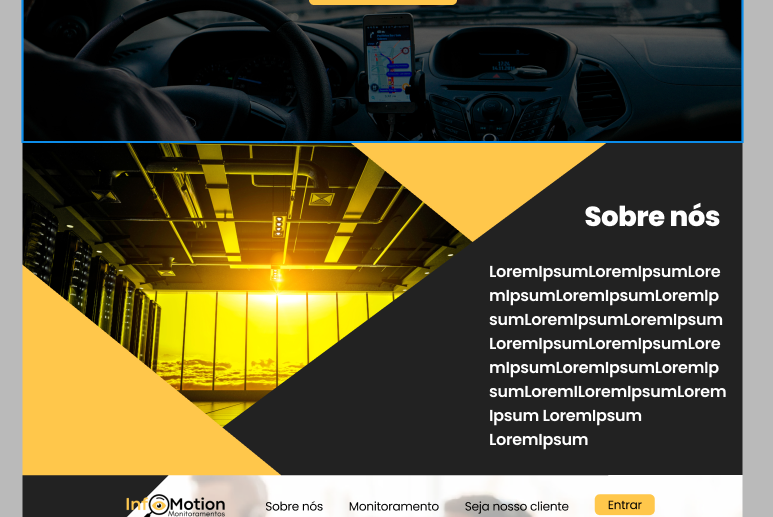 Sobre nós
LoremIpsumLoremIpsumLore
mIpsumLoremIpsumLoremIp
sumLoremIpsumLoremIpsum
LoremIpsumLoremIpsumLore
mIpsumLoremIpsumLoremIp
sumLoremILoremIpsumLorem
Ipsum LoremIpsum
LoremIpsum
InfoMotion
Monitoramentos
Sobre nós Monitoramento Seja nosso cliente Entrar